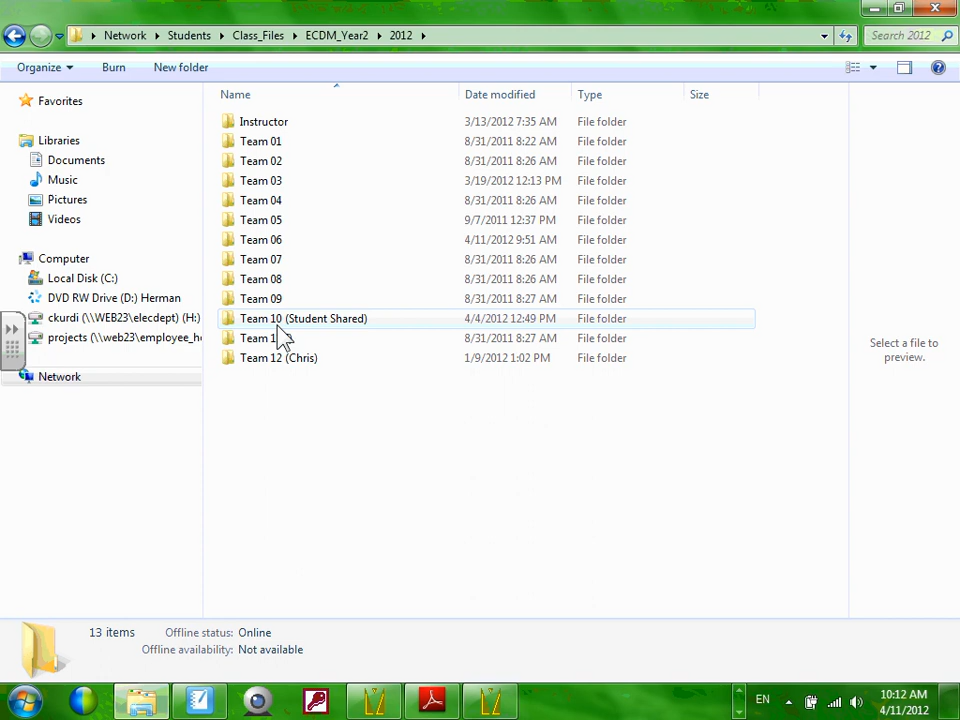 Network Students Class_Files ECDM_Year2 2012 Search 2012
Organize Burn New folder
Name Date modified Type Size
Favorites
Libraries
Documents
Music
Pictures
Videos
Computer
Local Disk (C:)
DVD RW Drive (D:) Herman
ckurdi (\\WEB23\elecdept) (H:)
projects (\\web23\employee_h
Network
Instructor 3/13/2012 7:35 AM File folder
Team 01 8/31/2011 8:22 AM File folder
Team 02 8/31/2011 8:26 AM File folder
Team 03 3/19/2012 12:13 PM File folder
Team 04 8/31/2011 8:26 AM File folder
Team 05 9/7/2011 12:37 PM File folder
Team 06 4/11/2012 9:51 AM File folder
Team 07 8/31/2011 8:26 AM File folder
Team 08 8/31/2011 8:26 AM File folder
Team 09 8/31/2011 8:27 AM File folder
Team 10 (Student Shared) 4/4/2012 12:49 PM File folder
Team 8/31/2011 8:27 AM File folder
Team 12 (Chris) 1/9/2012 1:02 PM File folder
Select a file to
preview.
13 items Offline status: Online
Offline availability: Not available
EN
10:12 AM
4/11/2012